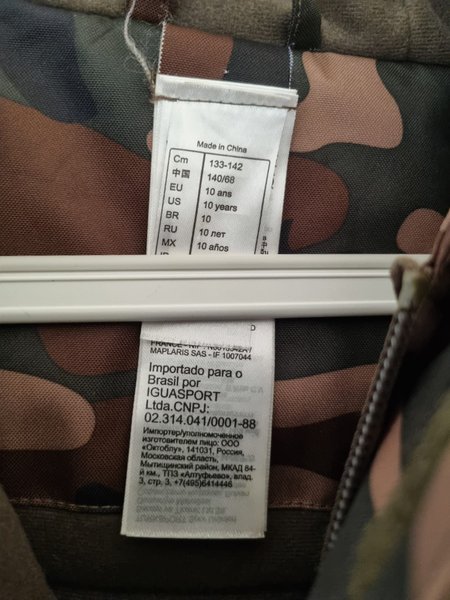 Made in China
Cm 133-142
中国 140/68
EU 10 ans
US 10 years
BR 10
RU 10 лет
MX 10 años
MAPLARIS SAS - IF 1007044
Importado para o
Brasil por
IGUASPORT
Ltda.CNPJ:
02.314.041/0001-88
Импортер/уполномоченное
изготовителем лицо: ООО
«Октоблу», 141031, Россия,
Московская область,
Мытищинский район, МКАД 84-
й км., ТПЗ «Алтуфьево», влад.
3, стр. 3, +7(495)6414446